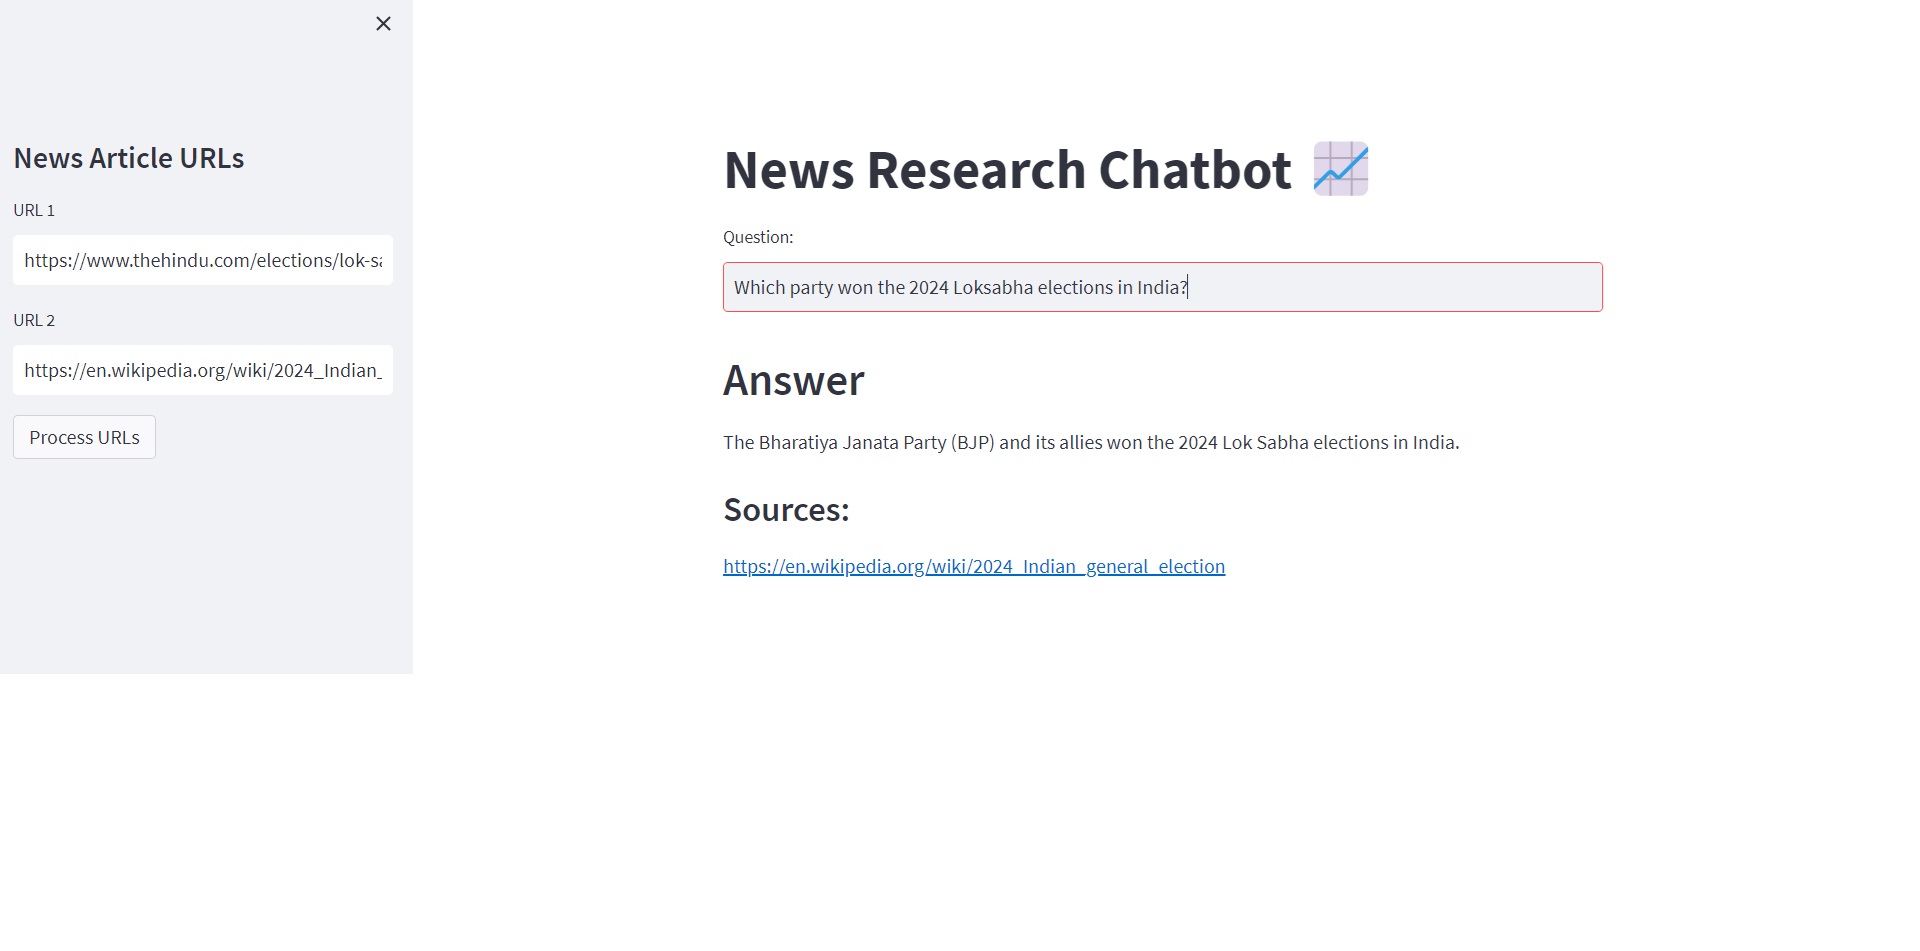 News Article URLs
URL 1
https://www.thehindu.com/elections/lok-sa
URL 2
https://en.wikipedia.org/wiki/2024_Indian_
Process URLs
News Research Chatbot
Question:
Which party won the 2024 Loksabha elections in India?
Answer
The Bharatiya Janata Party (BJP) and its allies won the 2024 Lok Sabha elections in India.
Sources:
https://en.wikipedia.org/wiki/2024_Indian_general_election